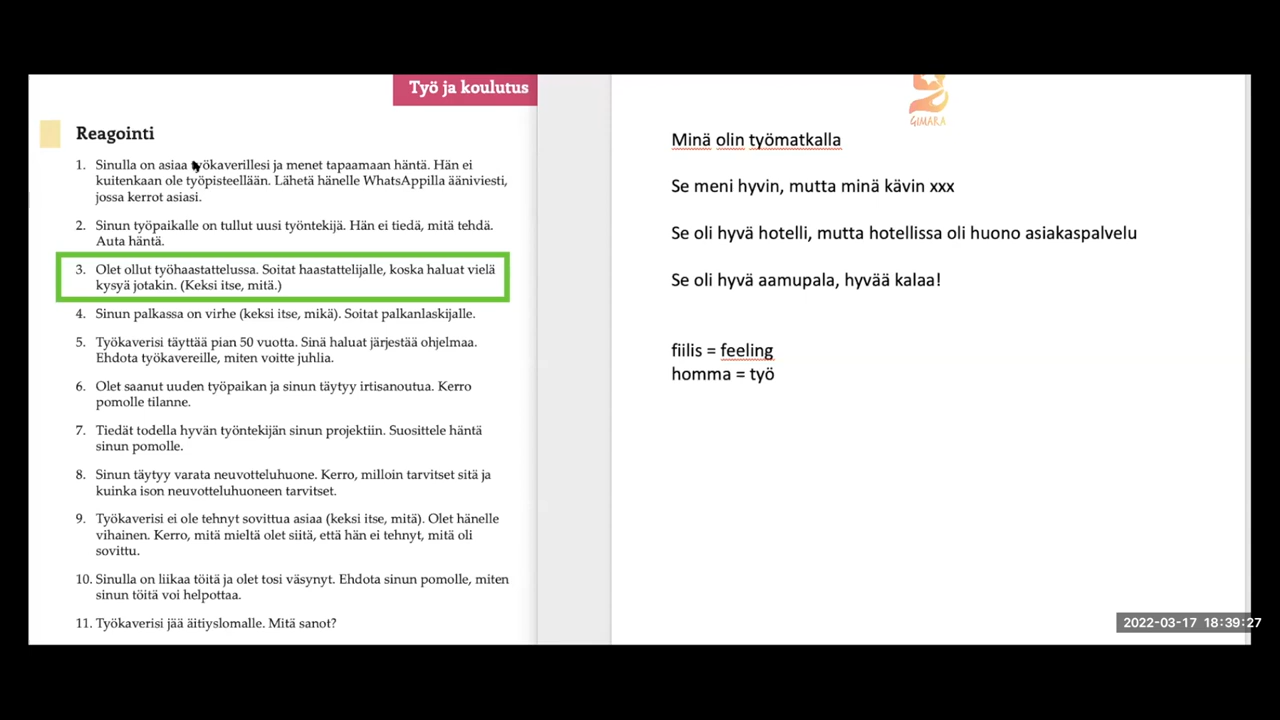 Työ ja koulutus
Reagointi
1. Sinulla on asiaa työkaverillesi ja menet tapaamaan häntä. Hän ei
kuitenkaan ole työpisteellään. Lähetä hänelle WhatsAppilla ääniviesti,
jossa kerrot asiasi.
2. Sinun työpaikalle on tullut uusi työntekijä. Hän ei tiedä, mitä tehdä.
Auta häntä.
3. Olet ollut työhaastattelussa. Soitat haastattelijalle, koska haluat vielä
kysyä jotakin. (Keksi itse, mitä.)
4. Sinun palkassa on virhe (keksi itse, mikä). Soitat palkanlaskijalle.
5. Työkaverisi täyttää pian 50 vuotta. Sinä haluat järjestää ohjelmaa.
Ehdota työkavereille, miten voitte juhlia.
6. Olet saanut uuden työpaikan ja sinun täytyy irtisanoutua. Kerro
pomolle tilanne.
7. Tiedät todella hyvän työntekijän sinun projektiin. Suosittele häntä
sinun pomolle.
8. Sinun täytyy varata neuvotteluhuone. Kerro, milloin tarvitset sitä ja
kuinka ison neuvotteluhuoneen tarvitset.
9. Työkaverisi ei ole tehnyt sovittua asiaa (keksi itse, mitä). Olet hänelle
vihainen. Kerro, mitä mieltä olet siitä, että hän ei tehnyt, mitä oli
sovittu.
10. Sinulla on liikaa töitä ja olet tosi väsynyt. Ehdota sinun pomolle, miten
sinun töitä voi helpottaa.
11. Työkaverisi jää äitiyslomalle. Mitä sanot?
GIMARA
Minä olin työmatkalla
Se meni hyvin, mutta minä kävin xxx
Se oli hyvä hotelli, mutta hotellissa oli huono asiakaspalvelu
Se oli hyvä aamupala, hyvää kalaa!
fiilis = feeling
homma = työ
2022-03-17 18:39:27